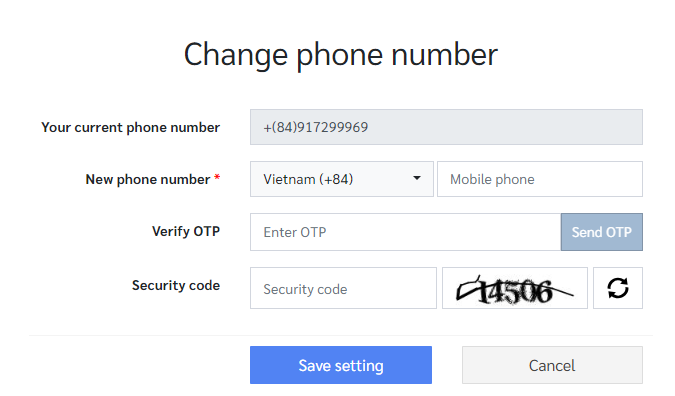 Change phone number
Your current phone number
+(84)917299969
New phone number *
Vietnam (+84)
Mobile phone
Verify OTP
Enter OTP
Send OTP
Security code
Security code
14506
Save setting
Cancel